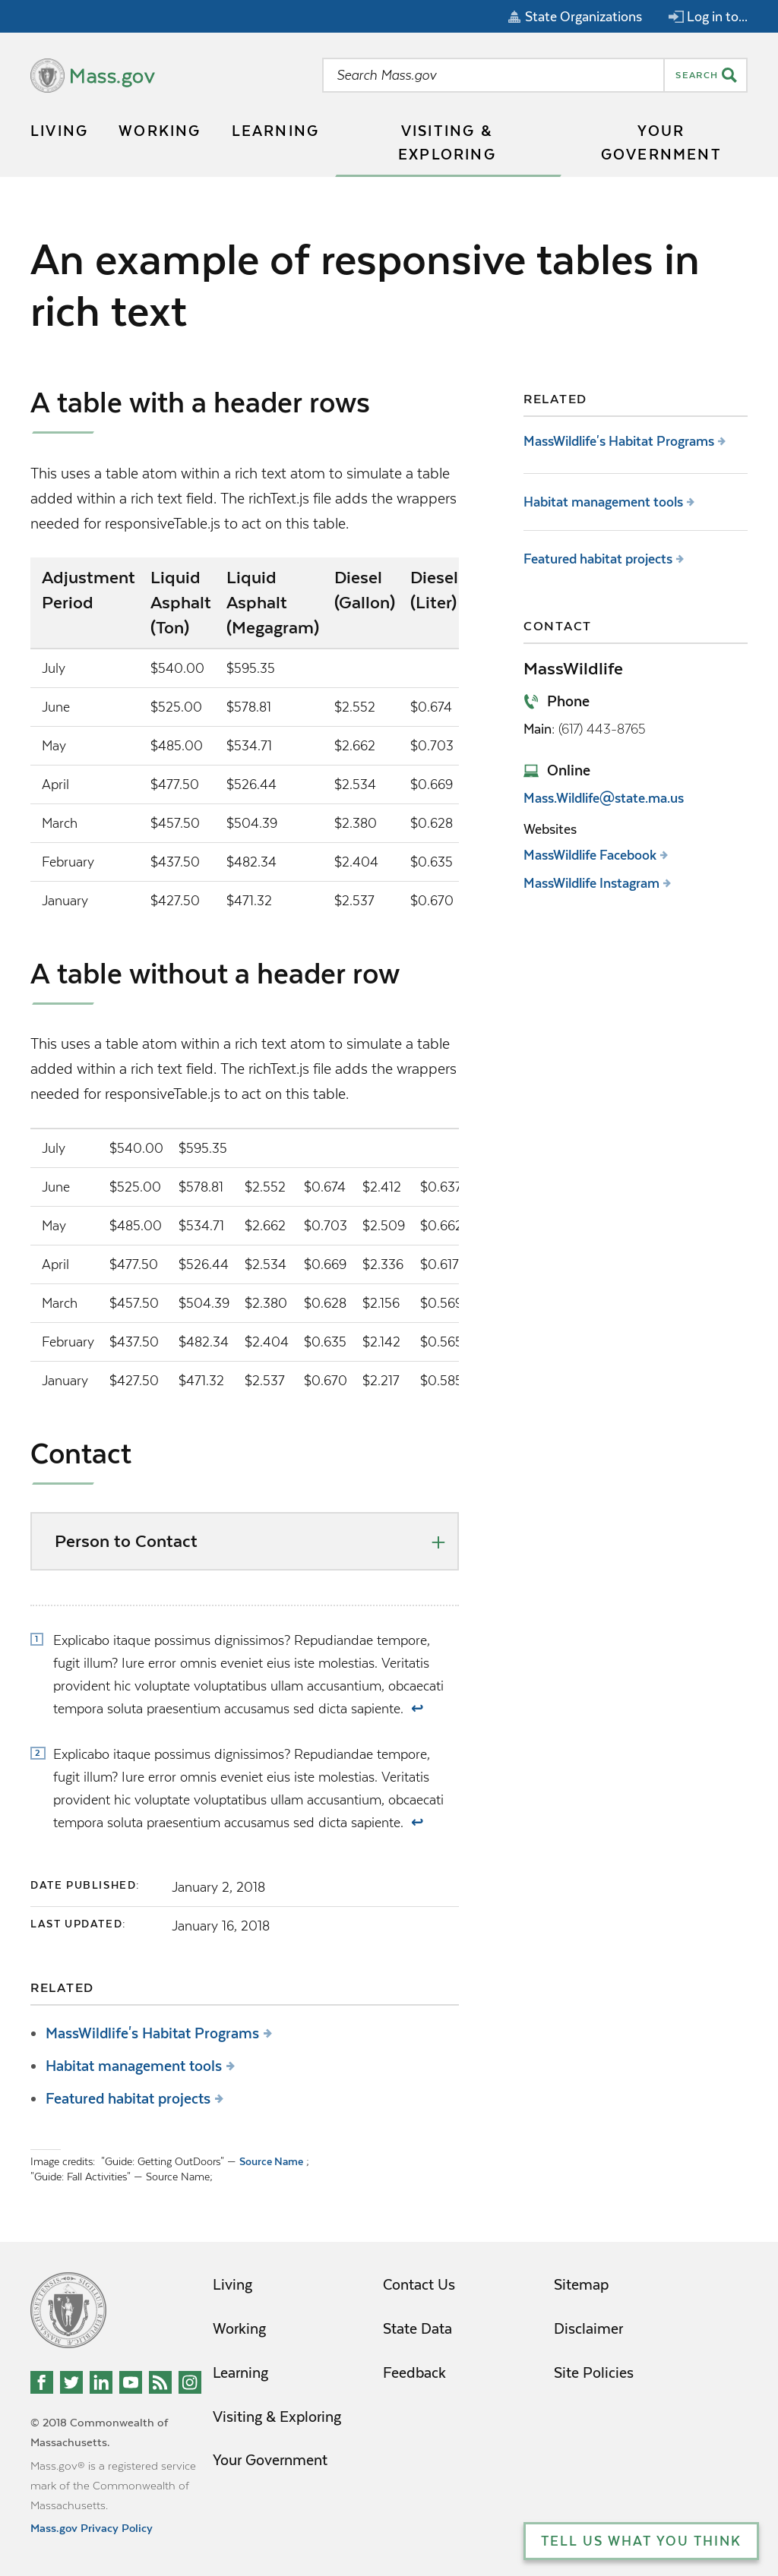 State Organizations
Log in to...
Mass.gov
Search Mass.gov
SEARCH
LIVING
WORKING
LEARNING
VISITING &
EXPLORING
YOUR
GOVERNMENT
An example of responsive tables in
rich text
A table with a header rows
This uses a table atom within a rich text atom to simulate a table
added within a rich text field. The richText.js file adds the wrappers
needed for responsiveTable.js to act on this table.
Adjustment Period Liquid Asphalt (Ton) Liquid Asphalt (Megagram) Diesel (Gallon) Diesel (Liter)
July $540.00 $595.35
June $525.00 $578.81 $2.552 $0.674
May $485.00 $534.71 $2.662 $0.703
April $477.50 $526.44 $2.534 $0.669
March $457.50 $504.39 $2.380 $0.628
February $437.50 $482.34 $2.404 $0.635
January $427.50 $471.32 $2.537 $0.670
A table without a header row
This uses a table atom within a rich text atom to simulate a table
added within a rich text field. The richText.js file adds the wrappers
needed for responsiveTable.js to act on this table.
July $540.00 $595.35
June $525.00 $578.81 $2.552 $0.674 $2.412 $0.637
May $485.00 $534.71 $2.662 $0.703 $2.509 $0.662
April $477.50 $526.44 $2.534 $0.669 $2.336 $0.617
March $457.50 $504.39 $2.380 $0.628 $2.156 $0.569
February $437.50 $482.34 $2.404 $0.635 $2.142 $0.565
January $427.50 $471.32 $2.537 $0.670 $2.217 $0.585
Contact
Person to Contact
1 Explicabo itaque possimus dignissimos? Repudiandae tempore,
fugit illum? Iure error omnis eveniet eius iste molestias. Veritatis
provident hic voluptate voluptatibus ullam accusantium, obcaecati
tempora soluta praesentium accusamus sed dicta sapiente. ↩
2 Explicabo itaque possimus dignissimos? Repudiandae tempore,
fugit illum? Iure error omnis eveniet eius iste molestias. Veritatis
provident hic voluptate voluptatibus ullam accusantium, obcaecati
tempora soluta praesentium accusamus sed dicta sapiente. ↩
DATE PUBLISHED: January 2, 2018
LAST UPDATED: January 16, 2018
RELATED
• MassWildlife's Habitat Programs
• Habitat management tools
• Featured habitat projects
Image credits: "Guide: Getting OutDoors" — Source Name ;
"Guide: Fall Activities" — Source Name;
RELATED
MassWildlife's Habitat Programs
Habitat management tools
Featured habitat projects
CONTACT
MassWildlife
Phone
Main: (617) 443-8765
Online
Mass.Wildlife@state.ma.us
Websites
MassWildlife Facebook
MassWildlife Instagram
© 2018 Commonwealth of
Massachusetts.
Mass.gov® is a registered service
mark of the Commonwealth of
Massachusetts.
Mass.gov Privacy Policy
Living
Working
Learning
Visiting & Exploring
Your Government
Contact Us
State Data
Feedback
Sitemap
Disclaimer
Site Policies
TELL US WHAT YOU THINK